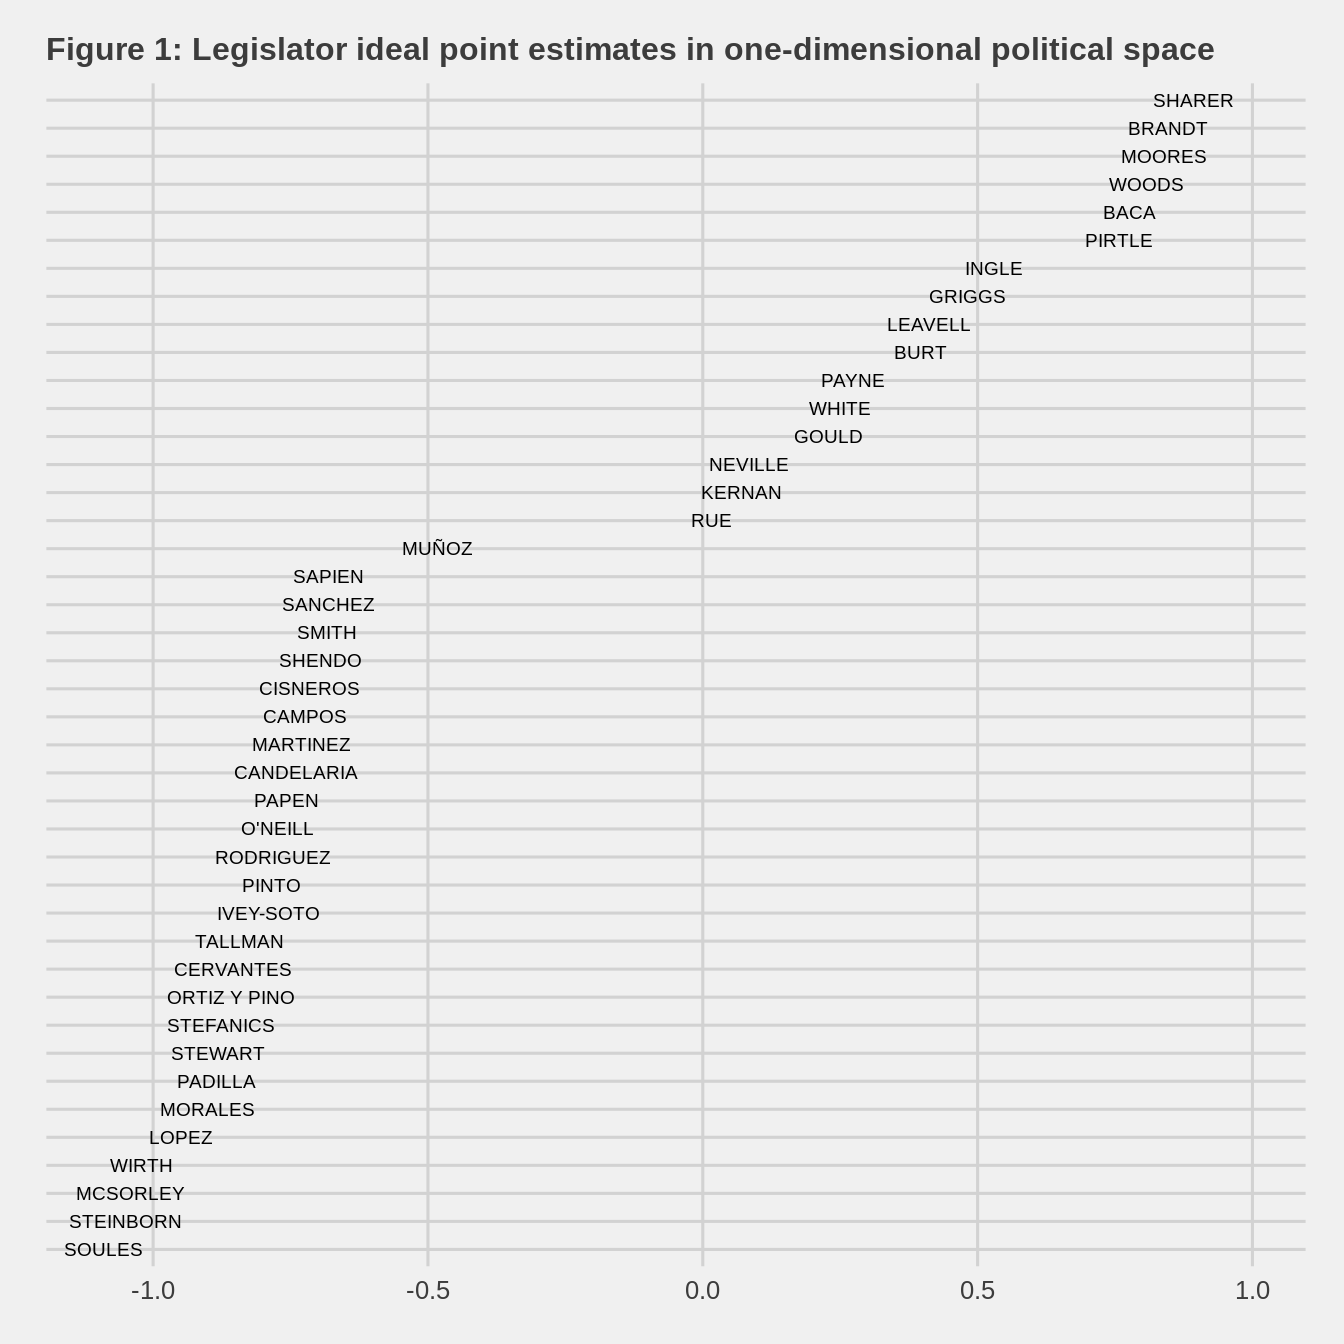 Figure 1: Legislator ideal point estimates in one-dimensional political space
SHARER
BRANDT
MOORES
WOODS
BACA
PIRTLE
INGLE
GRIGGS
LEAVELL
BURT
PAYNE
WHITE
GOULD
NEVILLE
KERNAN
RUE
MUÑOZ
SAPIEN
SANCHEZ
SMITH
SHENDO
CISNEROS
CAMPOS
MARTINEZ
CANDELARIA
PAPEN
O'NEILL
RODRIGUEZ
PINTO
IVEY-SOTO
TALLMAN
CERVANTES
ORTIZ Y PINO
STEFANICS
STEWART
PADILLA
MORALES
LOPEZ
WIRTH
MCSORLEY
STEINBORN
SOULES
-1.0 -0.5 0.0 0.5 1.0